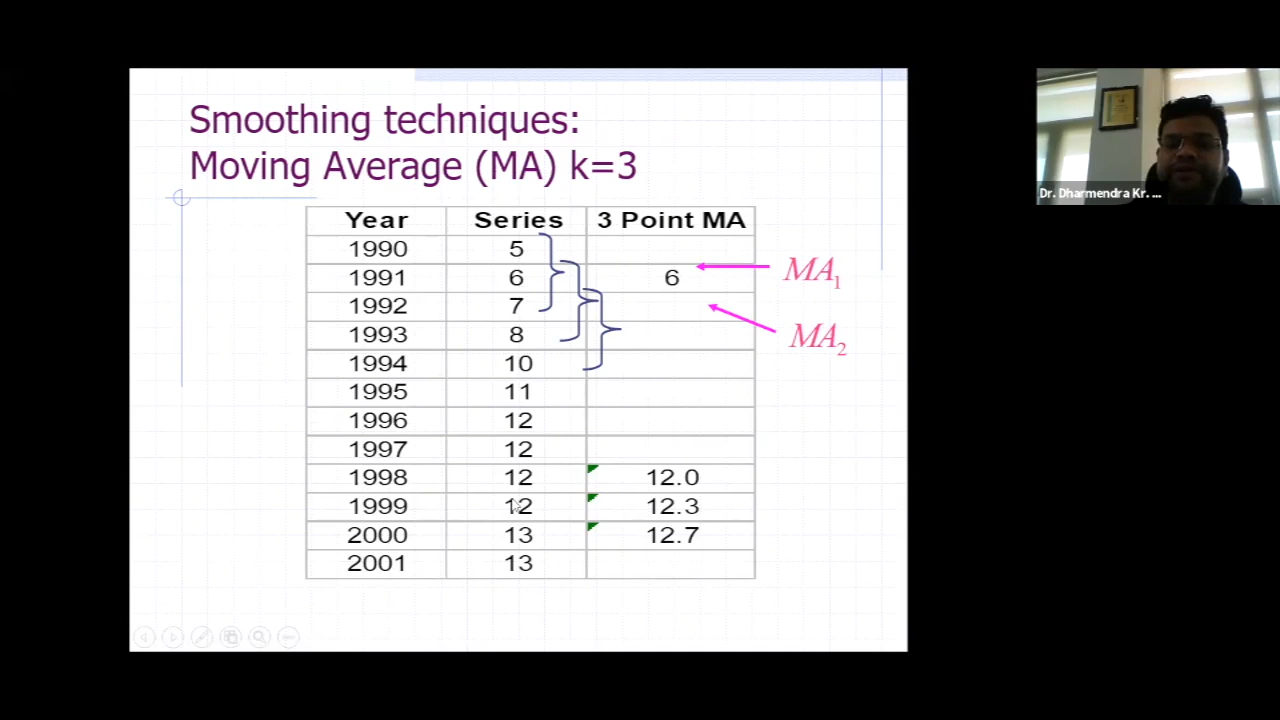 Smoothing techniques:
Moving Average (MA) k=3
Year Series 3 Point MA
1990 5
1991 6 6
1992 7
1993 8
1994 10
1995 11
1996 12
1997 12
1998 12 12.0
1999 12 12.3
2000 13 12.7
2001 13
MA1
MA2
Dr. Dharmendra Kr. ...